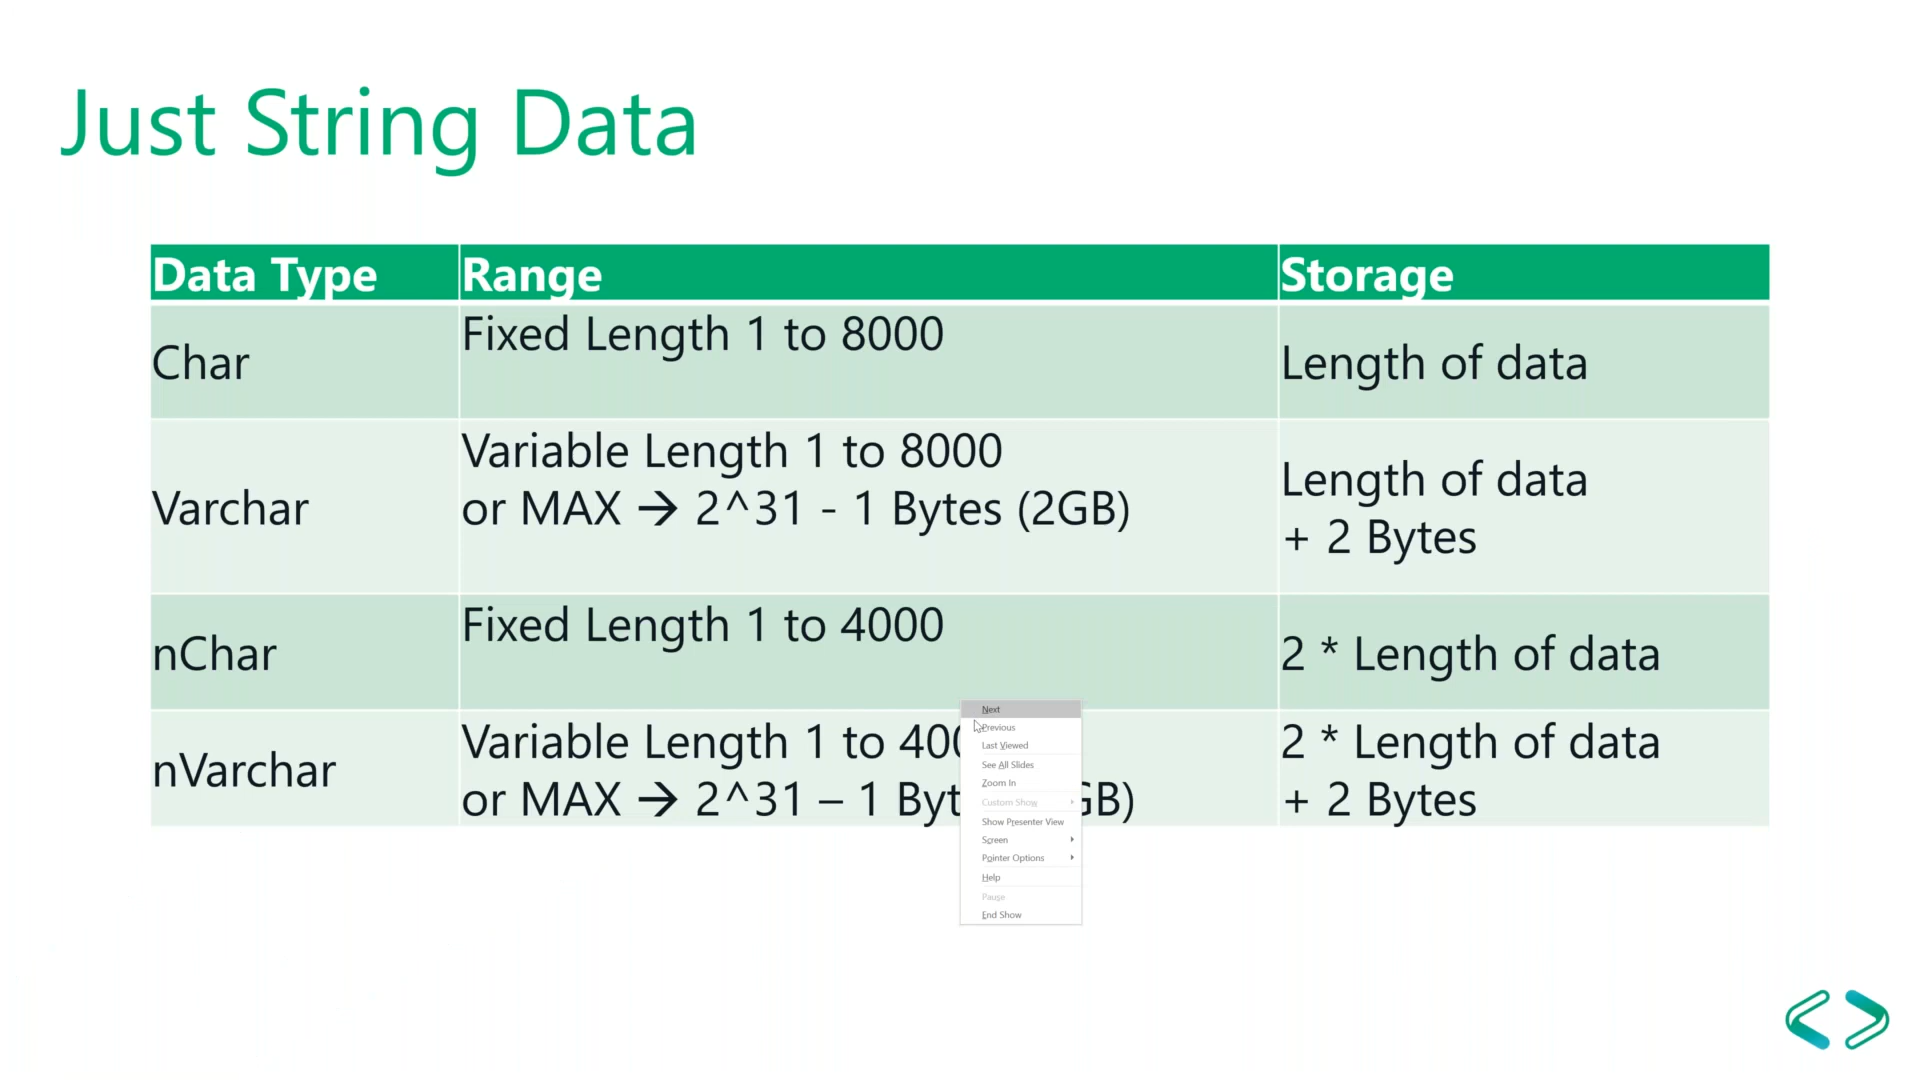 Just String Data
Data Type Range Storage
Char Fixed Length 1 to 8000 Length of data
Varchar Variable Length 1 to 8000
or MAX → 2^31 - 1 Bytes (2GB) Length of data
+ 2 Bytes
nChar Fixed Length 1 to 4000 2 * Length of data
nVarchar Variable Length 1 to
or MAX → 2^31 – 1 2 * Length of data
+ 2 Bytes
Next
Previous
Last Viewed
See All Slides
Zoom In
Custom Show
Show Presenter View
Screen
Pointer Options
Help
Pause
End Show